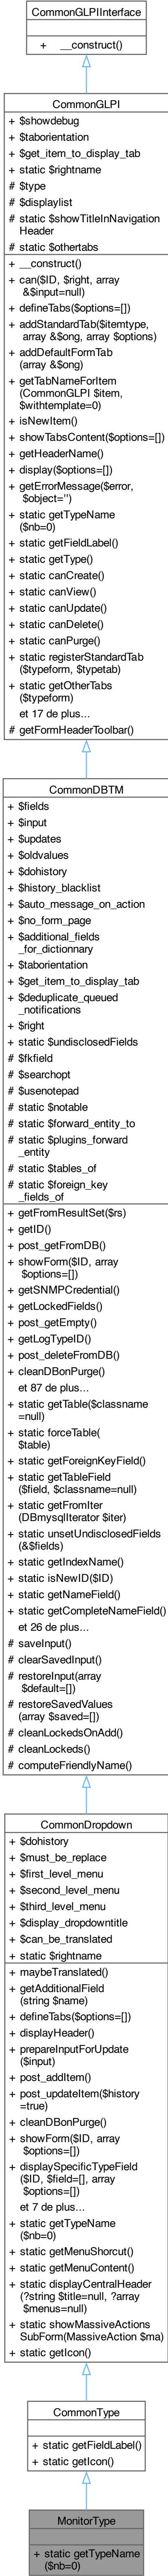 CommonGLPIInterface
+ __construct()
CommonGLPI
+ $showdebug
+ $taborientation
+ $get_item_to_display_tab
+ static $rightname
# $type
# $displaylist
# static $showTitleInNavigation
Header
# static $othertabs
+ __construct()
+ can($ID, $right, array
&$input=null)
+ defineTabs($options=[])
+ addStandardTab($itemtype,
array &$ong, array $options)
+ addDefaultFormTab
(array &$ong)
+ getTabNameForItem
(CommonGLPI $item,
$withtemplate=0)
+ isNewItem()
+ showTabsContent($options=[])
+ getHeaderName()
+ display($options=[])
+ getErrorMessage($error,
$object='')
+ static getTypeName
($nb=0)
+ static getFieldLabel()
+ static getType()
+ static canCreate()
+ static canView()
+ static canUpdate()
+ static canDelete()
+ static canPurge()
+ static registerStandardTab
($typeform, $typetab)
+ static getOtherTabs
($typeform)
et 17 de plus...
# getFormHeaderToolbar()
CommonDBTM
+ $fields
+ $input
+ $updates
+ $oldvalues
+ $dohistory
+ $history_blacklist
+ $auto_message_on_action
+ $no_form_page
+ $additional_fields
_for_dictionnary
+ $taborientation
+ $get_item_to_display_tab
+ $deduplicate_queued
_notifications
+ $right
+ static $undisclosedFields
# $fkfield
# $searchopt
# $usenotepad
# static $notable
# static $forward_entity_to
# static $plugins_forward
_entity
# static $tables_of
# static $foreign_key
_fields_of
+ getFromResultSet($rs)
+ getID()
+ post_getFromDB()
+ showForm($ID, array
$options=[])
+ getSNMPCredential()
+ getLockedFields()
+ post_getEmpty()
+ getLogTypeID()
+ post_deleteFromDB()
+ cleanDBonPurge()
et 87 de plus...
+ static getTable($classname
=null)
+ static forceTable(
$table)
+ static getForeignKeyField()
+ static getTableField
($field, $classname=null)
+ static getFromIter
(DBmysqlIterator $iter)
+ static unsetUndisclosedFields
(&$fields)
+ static getIndexName()
+ static isNewID($ID)
+ static getNameField()
+ static getCompleteNameField()
et 26 de plus...
# saveInput()
# clearSavedInput()
# restoreInput(array
$default=[])
# restoreSavedValues
(array $saved=[])
# cleanLockedsOnAdd()
# cleanLockeds()
# computeFriendlyName()
CommonDropdown
+ $dohistory
+ $must_be_replace
+ $first_level_menu
+ $second_level_menu
+ $third_level_menu
+ $display_dropdowntitle
+ $can_be_translated
+ static $rightname
+ maybeTranslated()
+ getAdditionalField
(string $name)
+ defineTabs($options=[])
+ displayHeader()
+ prepareInputForUpdate
($input)
+ post_addItem()
+ post_updateItem($history
=true)
+ cleanDBonPurge()
+ showForm($ID, array
$options=[])
+ displaySpecificTypeField
($ID, $field=[], array
$options=[])
et 7 de plus...
+ static getTypeName
($nb=0)
+ static getMenuShorcut()
+ static getMenuContent()
+ static displayCentralHeader
(?string $title=null, ?array
$menus=null)
+ static showMassiveActions
SubForm(MassiveAction $ma)
+ static getIcon()
CommonType
+ static getFieldLabel()
+ static getIcon()
MonitorType
+ static getTypeName
($nb=0)